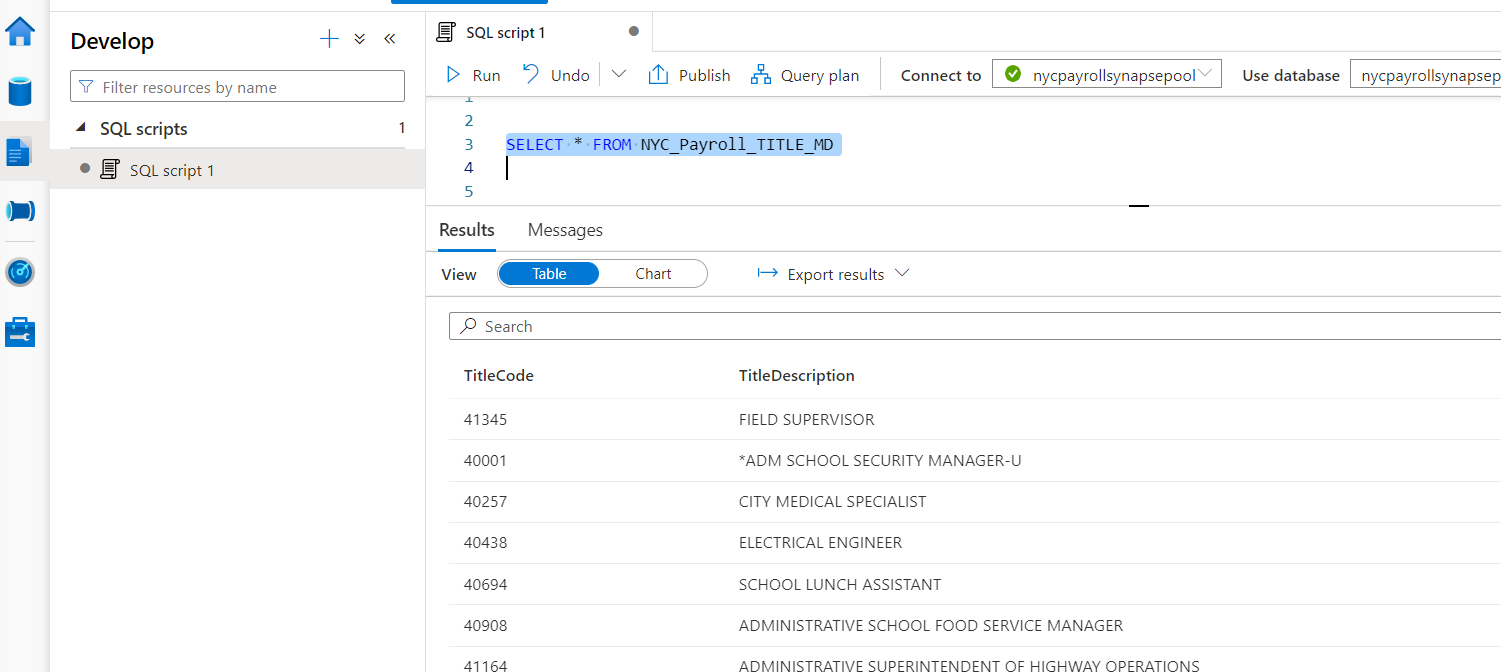 Develop
Filter resources by name
SQL scripts 1
SQL script 1
SQL script 1
Run Undo Publish Query plan Connect to nycpayrollsynapsepool Use database nycpayrollsynapsep
1
2
3 SELECT * FROM NYC_Payroll_TITLE_MD
4
5
Results Messages
View Table Chart Export results
Search
TitleCode TitleDescription
41345 FIELD SUPERVISOR
40001 *ADM SCHOOL SECURITY MANAGER-U
40257 CITY MEDICAL SPECIALIST
40438 ELECTRICAL ENGINEER
40694 SCHOOL LUNCH ASSISTANT
40908 ADMINISTRATIVE SCHOOL FOOD SERVICE MANAGER
41164 ADMINISTRATIVE SUPERINTENDENT OF HIGHWAY OPERATIONS